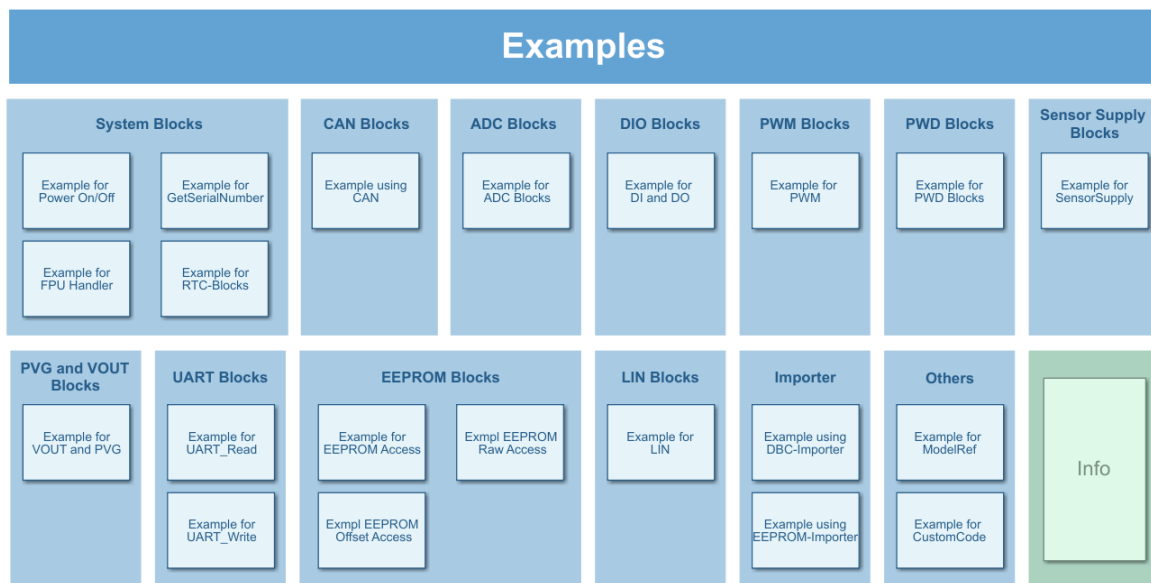 Examples
System Blocks
Example for
Power On/Off
Example for
GetSerialNumber
Example for
FPU Handler
Example for
RTC-Blocks
CAN Blocks
Example using
CAN
ADC Blocks
Example for
ADC Blocks
DIO Blocks
Example for
DI and DO
PWM Blocks
Example for
PWM
PWD Blocks
Example for
PWD Blocks
Sensor Supply
Blocks
Example for
SensorSupply
PVG and VOUT
Blocks
Example for
VOUT and PVG
UART Blocks
Example for
UART_Read
Example for
UART_Write
EEPROM Blocks
Example for
EEPROM Access
Exmpl EEPROM
Raw Access
Exmpl EEPROM
Offset Access
LIN Blocks
Example for
LIN
Importer
Example using
DBC-Importer
Example using
EEPROM-Importer
Others
Example for
ModelRef
Example for
CustomCode
Info